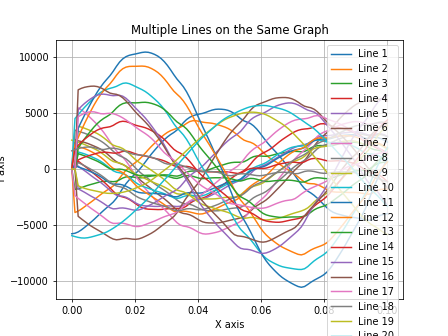 Multiple Lines on the Same Graph
10000
5000
0
−5000
−10000
0.00
0.02
0.04
0.06
X axis
Line 1
Line 2
Line 3
Line 4
Line 5
Line 6
Line 7
Line 8
Line 9
Line 10
Line 11
Line 12
Line 13
Line 14
Line 15
Line 16
Line 17
Line 18
Line 19
Line 20